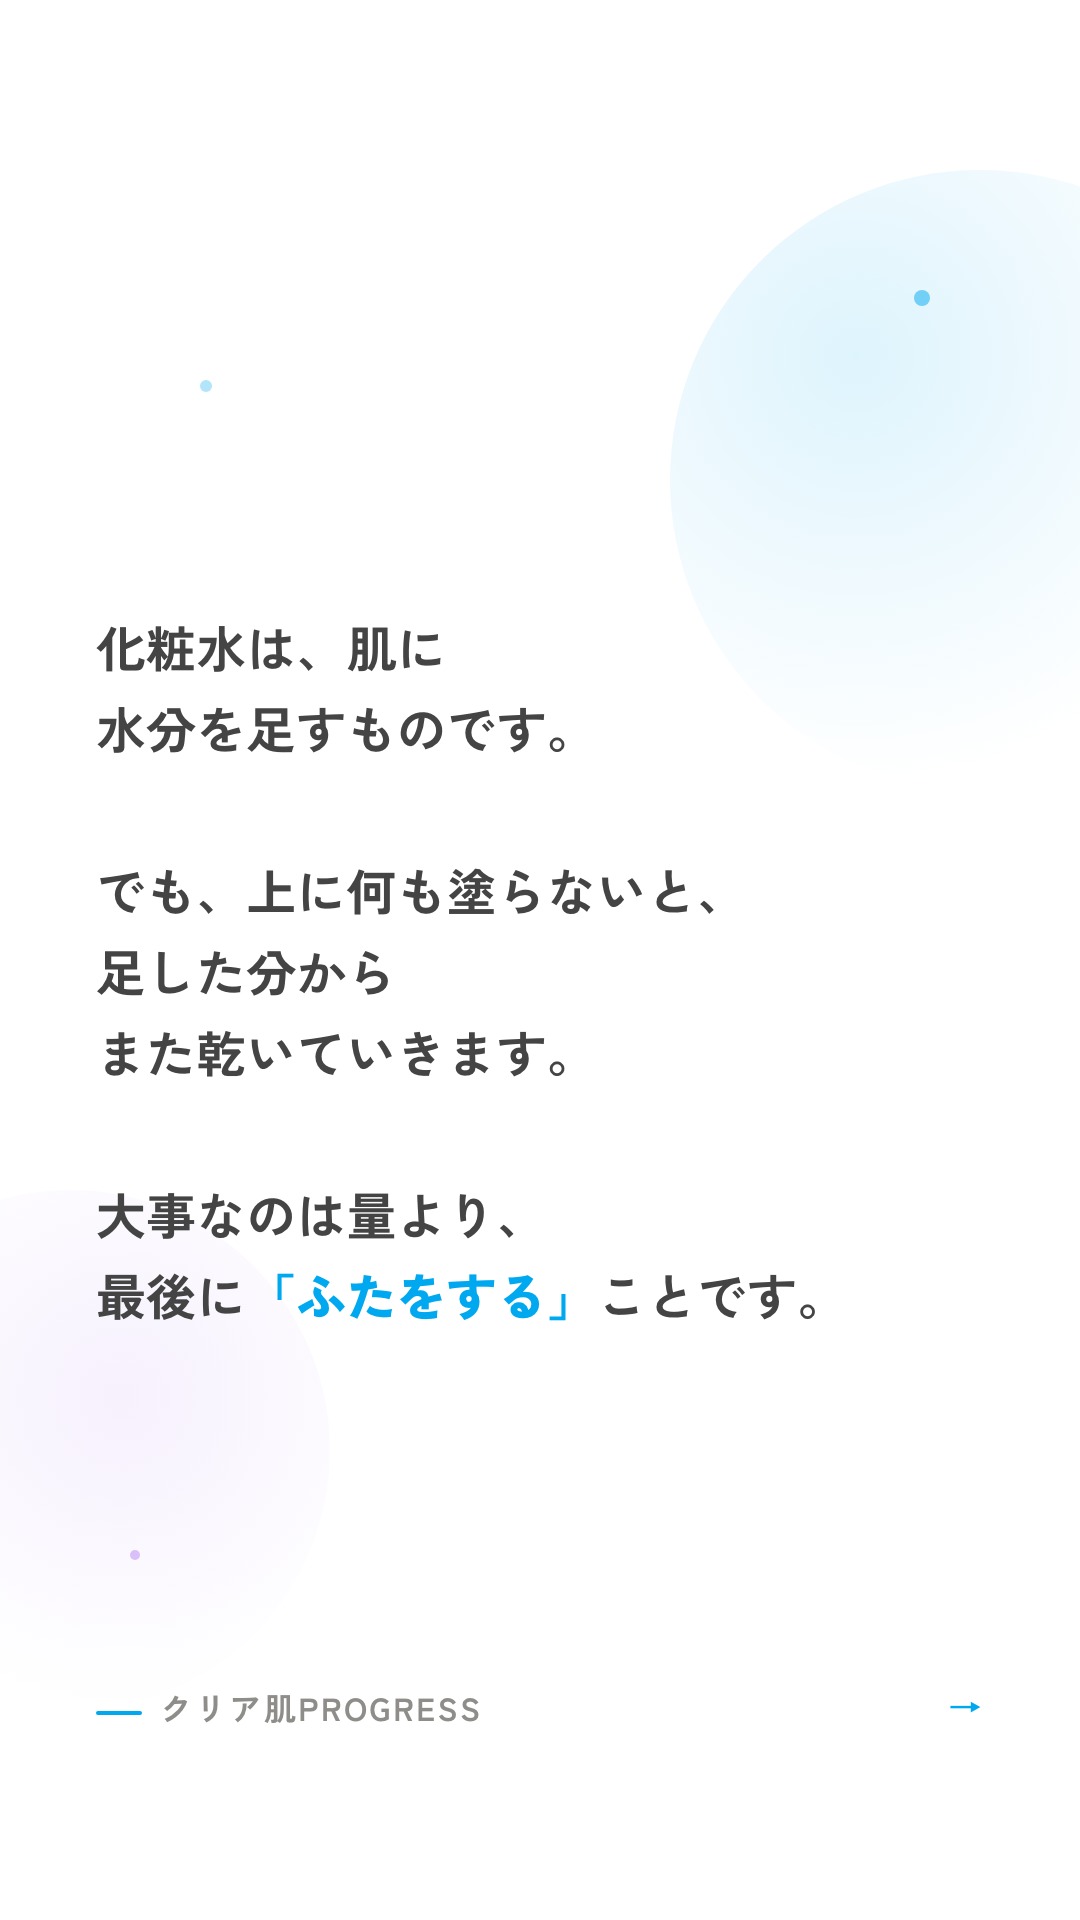 化粧水は、肌に
水分を足すものです。
でも、上に何も塗らないと、
足した分から
また乾いていきます。
大事なのは量より、
最後に「ふたをする」ことです。
クリア肌PROGRESS →